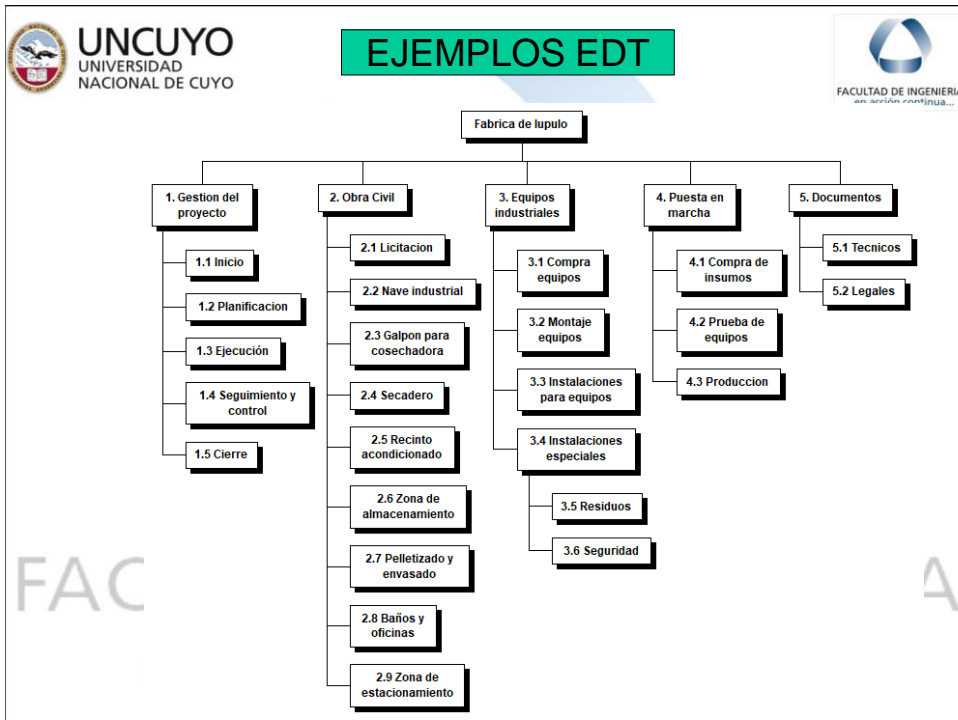 UNCUYO
UNIVERSIDAD
NACIONAL DE CUYO
EJEMPLOS EDT
FACULTAD DE INGENIERIA
en acción continua...
Fabrica de lupulo
1. Gestion del
proyecto
1.1 Inicio
1.2 Planificacion
1.3 Ejecución
1.4 Seguimiento y
control
1.5 Cierre
2. Obra Civil
2.1 Licitacion
2.2 Nave industrial
2.3 Galpon para
cosechadora
2.4 Secadero
2.5 Recinto
acondicionado
2.6 Zona de
almacenamiento
2.7 Pelletizado y
envasado
2.8 Baños y
oficinas
2.9 Zona de
estacionamiento
3. Equipos
industriales
3.1 Compra
equipos
3.2 Montaje
equipos
3.3 Instalaciones
para equipos
3.4 Instalaciones
especiales
3.5 Residuos
3.6 Seguridad
4. Puesta en
marcha
4.1 Compra de
insumos
4.2 Prueba de
equipos
4.3 Produccion
5. Documentos
5.1 Tecnicos
5.2 Legales
FAC
A